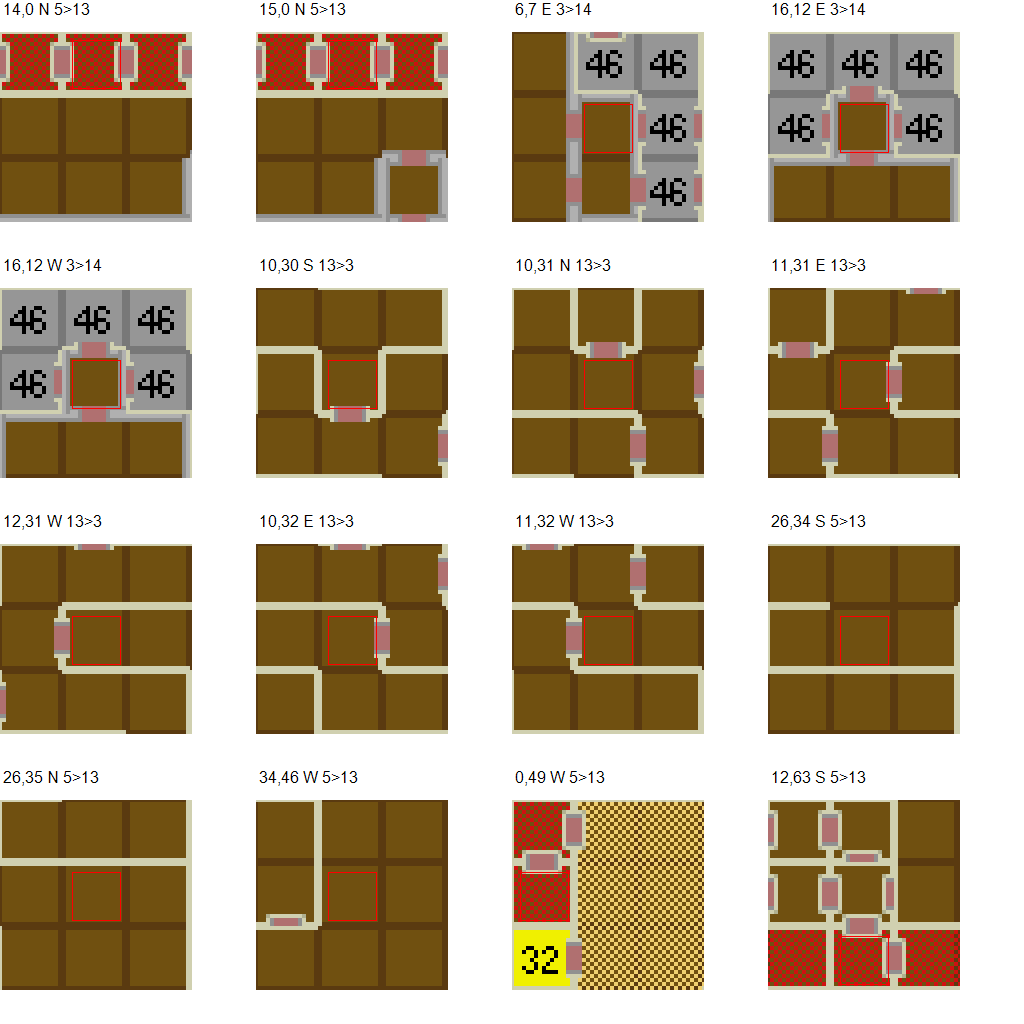 14,0 N 5>13
15,0 N 5>13
6,7 E 3>14
16,12 E 3>14
46 46
46
46
46 46 46
46 46
16,12 W 3>14
10,30 S 13>3
10,31 N 13>3
11,31 E 13>3
46 46 46
46 46
12,31 W 13>3
10,32 E 13>3
11,32 W 13>3
26,34 S 5>13
26,35 N 5>13
34,46 W 5>13
0,49 W 5>13
12,63 S 5>13
32